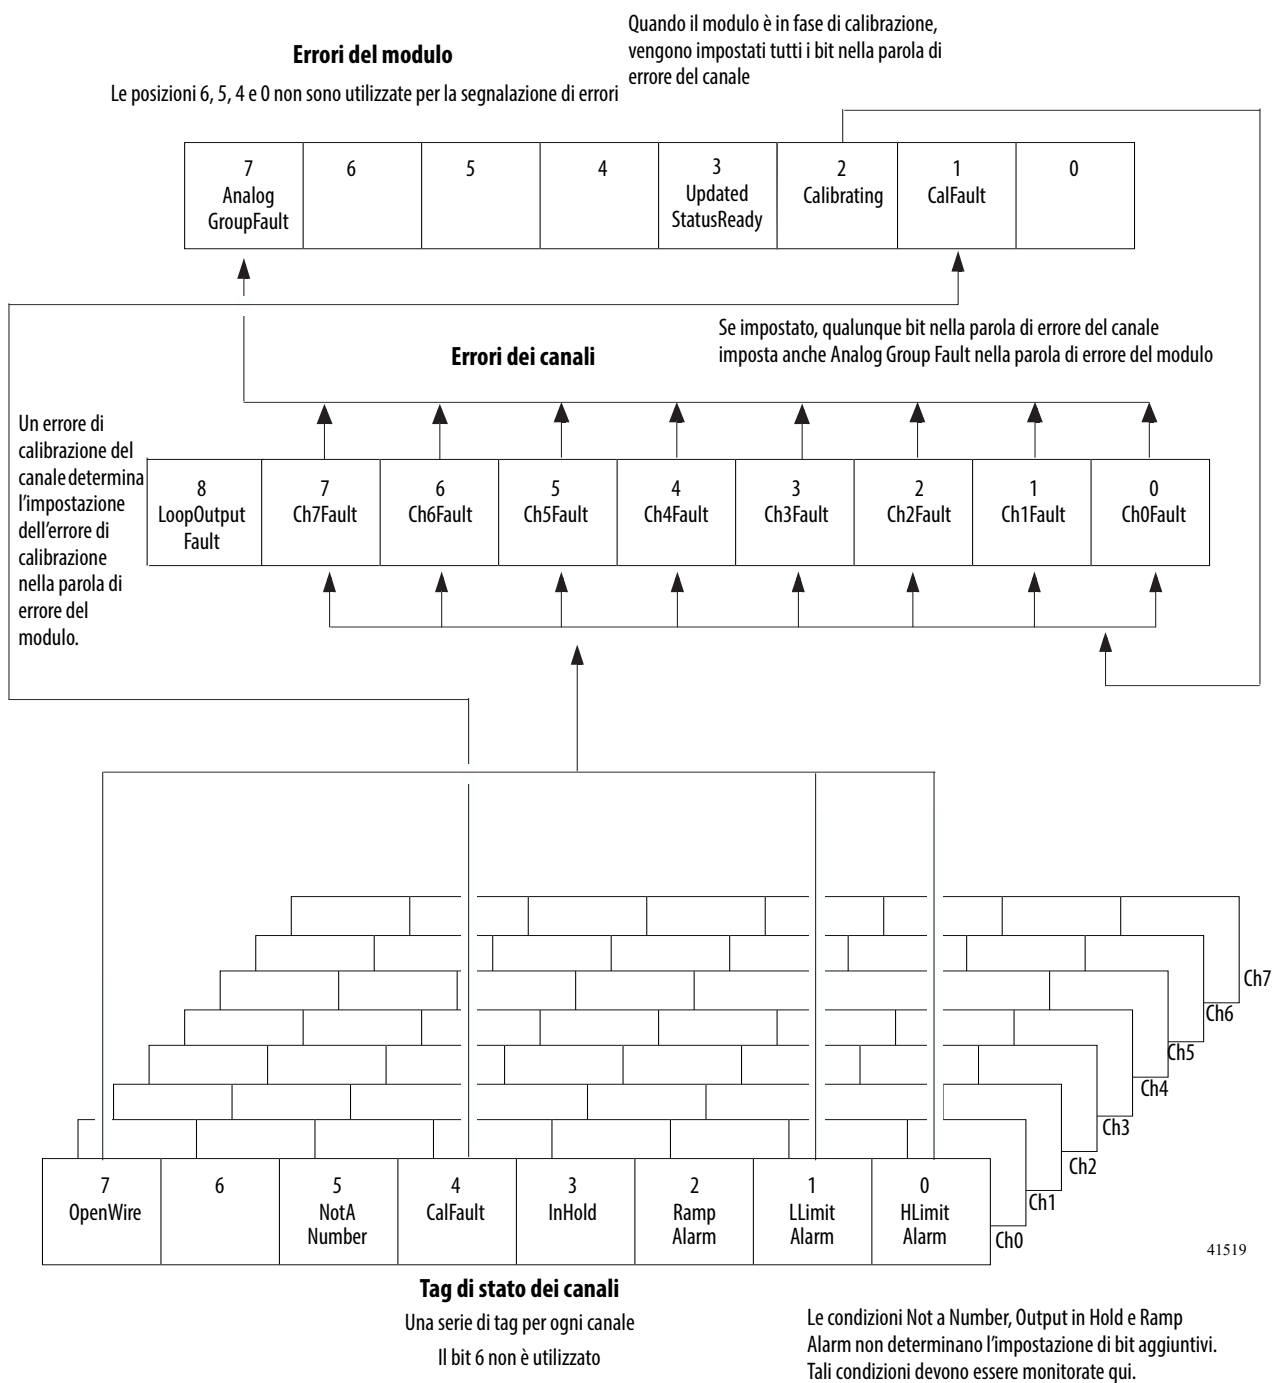 Quando il modulo è in fase di calibrazione,
vengono impostati tutti i bit nella parola di
errore del canale
Errori del modulo
Le posizioni 6, 5, 4 e 0 non sono utilizzate per la segnalazione di errori
7
Analog
GroupFault
6
5
4
3
Updated
StatusReady
2
Calibrating
1
CalFault
0
Se impostato, qualunque bit nella parola di errore del canale
imposta anche Analog Group Fault nella parola di errore del modulo
Errori dei canali
Un errore di
calibrazione del
canale determina
l'impostazione
dell'errore di
calibrazione
nella parola di
errore del
modulo.
8
LoopOutput
Fault
7
Ch7Fault
6
Ch6Fault
5
Ch5Fault
4
Ch4Fault
3
Ch3Fault
2
Ch2Fault
1
Ch1Fault
0
Ch0Fault
Ch7
Ch6
Ch5
Ch4
Ch3
Ch2
Ch1
Ch0
7
OpenWire
6
5
NotA
Number
4
CalFault
3
InHold
2
Ramp
Alarm
1
LLimit
Alarm
0
HLimit
Alarm
41519
Tag di stato dei canali
Una serie di tag per ogni canale
Il bit 6 non è utilizzato
Le condizioni Not a Number, Output in Hold e Ramp
Alarm non determinano l'impostazione di bit aggiuntivi.
Tali condizioni devono essere monitorate qui.